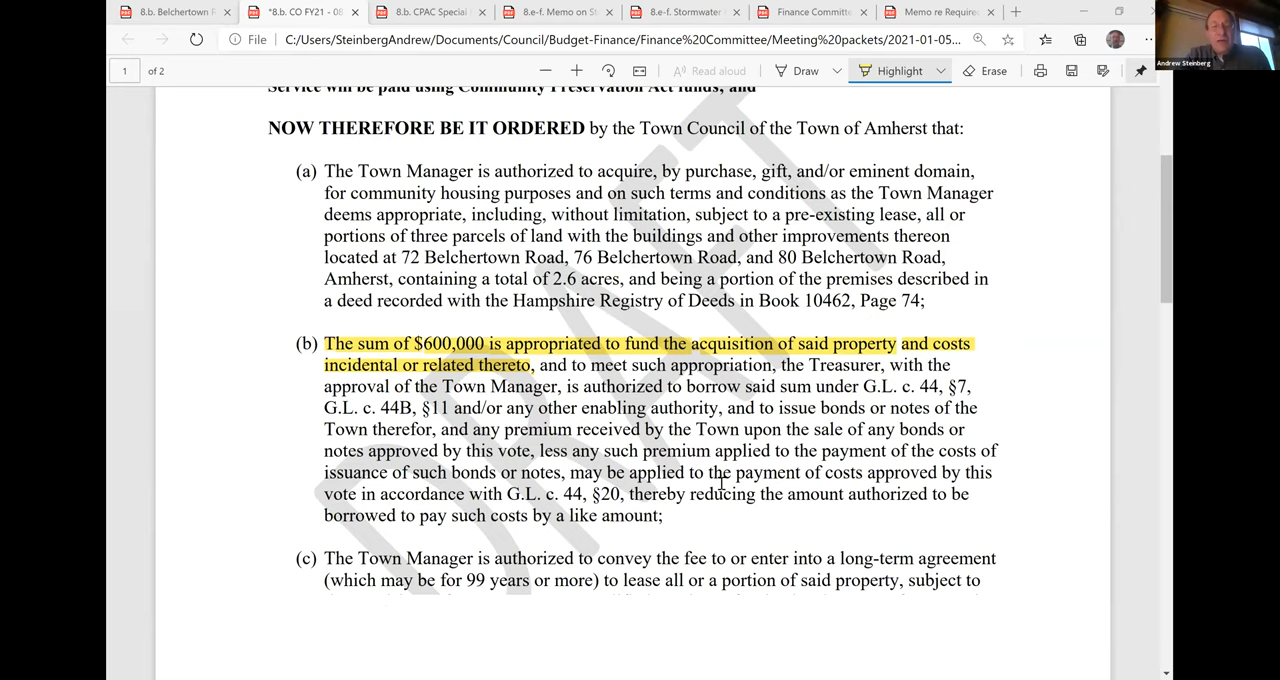 8.b. Belchertown R
*8.b. CO FY21 - 08
8.b. CPAC Special
8.e-f. Memo on St
8.e-f. Stormwater
Finance Committe
Memo re Require
File
C:/Users/SteinbergAndrew/Documents/Council/Budget-Finance/Finance%20Committee/Meeting%20packets/2021-01-05...
Andrew Steinberg
1 of 2
Read aloud
Draw
Highlight
Erase
Service will be paid using Community Preservation Act funds; and
NOW THEREFORE BE IT ORDERED by the Town Council of the Town of Amherst that:
(a) The Town Manager is authorized to acquire, by purchase, gift, and/or eminent domain,
for community housing purposes and on such terms and conditions as the Town Manager
deems appropriate, including, without limitation, subject to a pre-existing lease, all or
portions of three parcels of land with the buildings and other improvements thereon
located at 72 Belchertown Road, 76 Belchertown Road, and 80 Belchertown Road,
Amherst, containing a total of 2.6 acres, and being a portion of the premises described in
a deed recorded with the Hampshire Registry of Deeds in Book 10462, Page 74;
(b) The sum of $600,000 is appropriated to fund the acquisition of said property and costs
incidental or related thereto, and to meet such appropriation, the Treasurer, with the
approval of the Town Manager, is authorized to borrow said sum under G.L. c. 44, §7,
G.L. c. 44B, §11 and/or any other enabling authority, and to issue bonds or notes of the
Town therefor, and any premium received by the Town upon the sale of any bonds or
notes approved by this vote, less any such premium applied to the payment of the costs of
issuance of such bonds or notes, may be applied to the payment of costs approved by this
vote in accordance with G.L. c. 44, §20, thereby reducing the amount authorized to be
borrowed to pay such costs by a like amount;
(c) The Town Manager is authorized to convey the fee to or enter into a long-term agreement
(which may be for 99 years or more) to lease all or a portion of said property, subject to
DRAFT